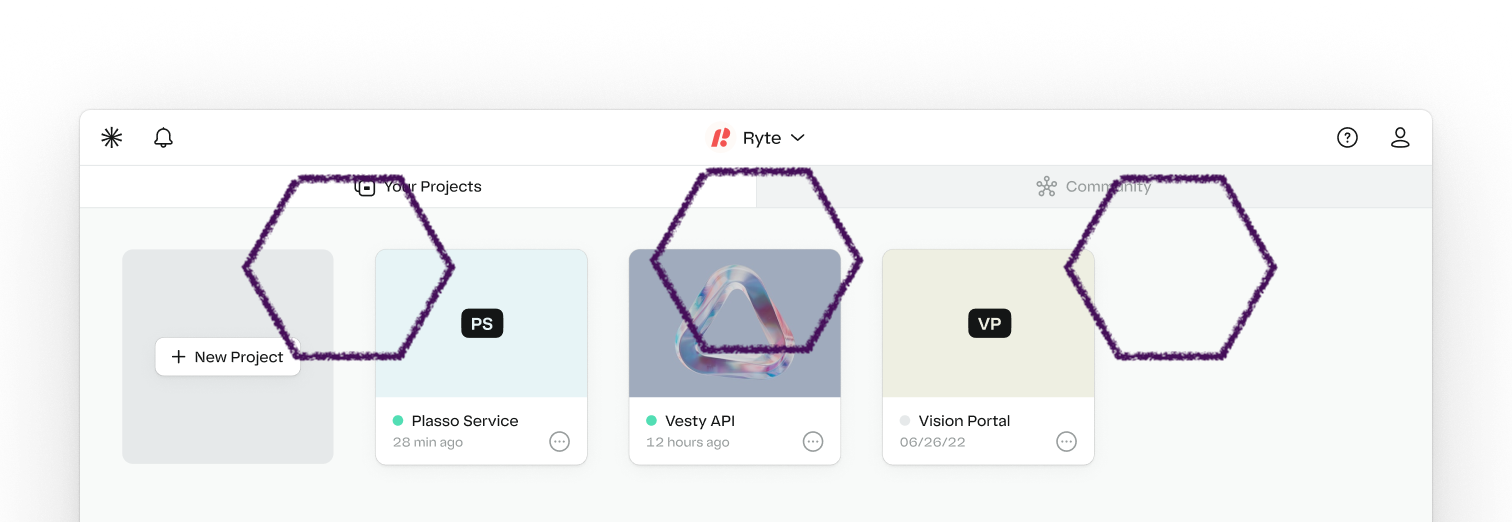 Ryte
Your Projects
Community
New Project
PS
VP
Plasso Service
28 min ago
Vesty API
12 hours ago
Vision Portal
06/26/22